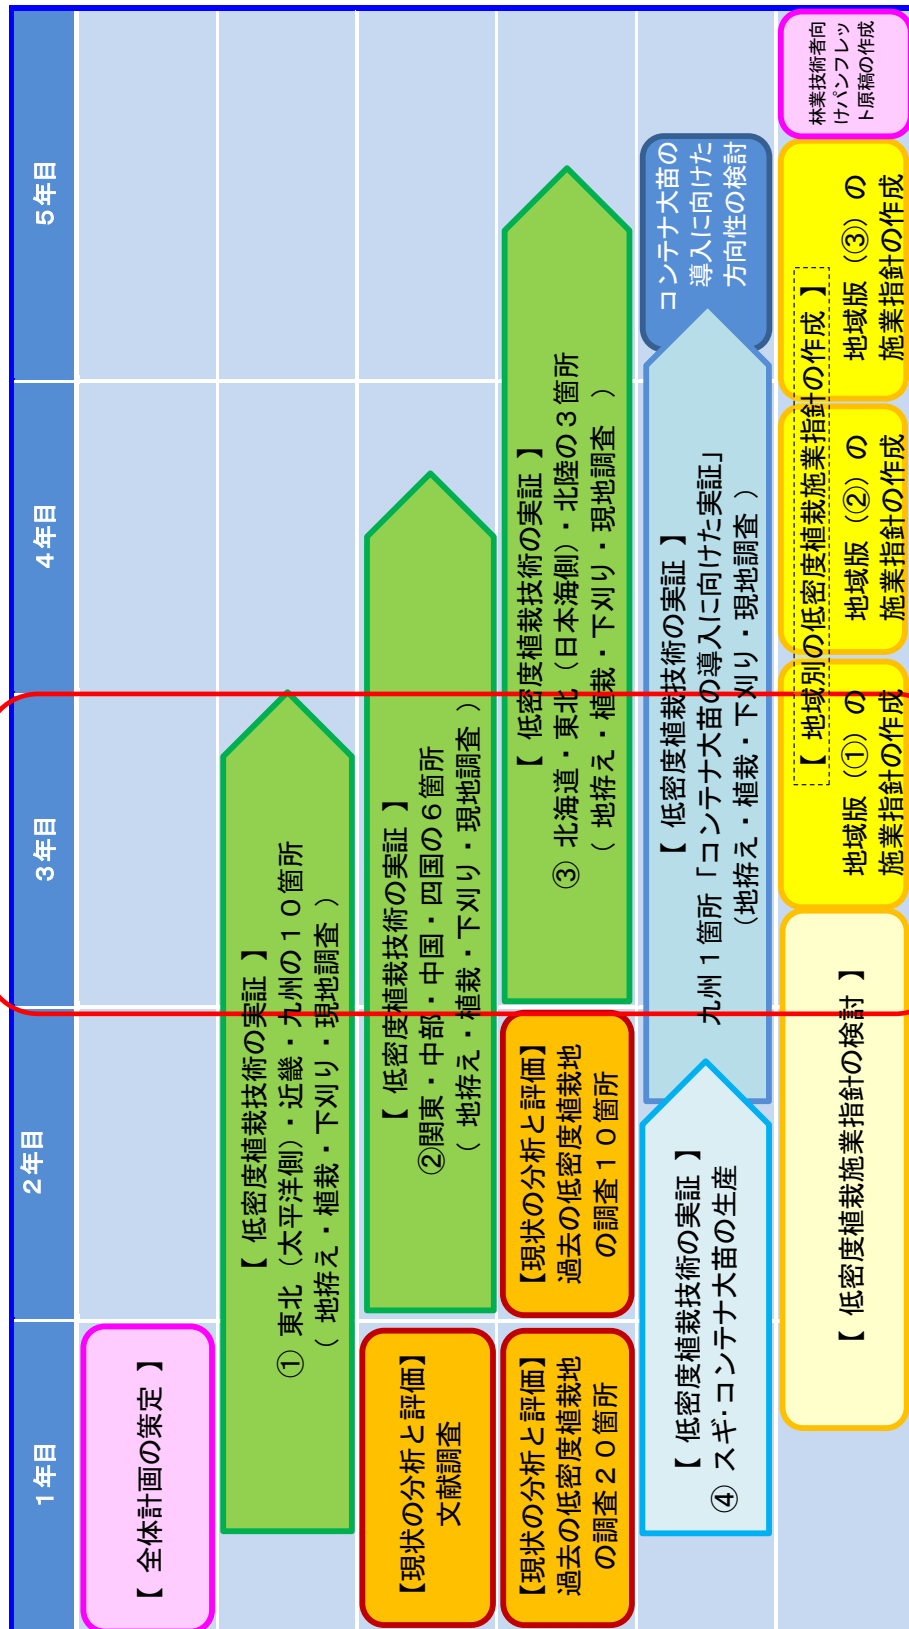 1年目
2年目
3年目
4年目
5年目
【 全体計画の策定 】
【 低密度植栽技術の実証 】
① 東北（太平洋側）・近畿・九州の１０箇所
（ 地拵え・植栽・下刈り・現地調査 ）
【現状の分析と評価】
文献調査
【 低密度植栽技術の実証 】
②関東・中部・中国・四国の６箇所
（ 地拵え・植栽・下刈り・現地調査 ）
【現状の分析と評価】
過去の低密度植栽地
の調査２０箇所
【現状の分析と評価】
過去の低密度植栽地
の調査１０箇所
【 低密度植栽技術の実証 】
③ 北海道・東北（日本海側）・北陸の３箇所
（ 地拵え・植栽・下刈り・現地調査 ）
【 低密度植栽技術の実証 】
④ スギ・コンテナ大苗の生産
【 低密度植栽技術の実証 】
九州１箇所「コンテナ大苗の導入に向けた実証」
（地拵え・植栽・下刈り・現地調査 ）
コンテナ大苗の
導入に向けた
方向性の検討
【 低密度植栽施業指針の検討 】
【 地域別の低密度植栽施業指針の作成 】
地域版（①）の
施業指針の作成
地域版（②）の
施業指針の作成
地域版（③）の
施業指針の作成
林業技術者向
けパンフレッ
ト原稿の作成